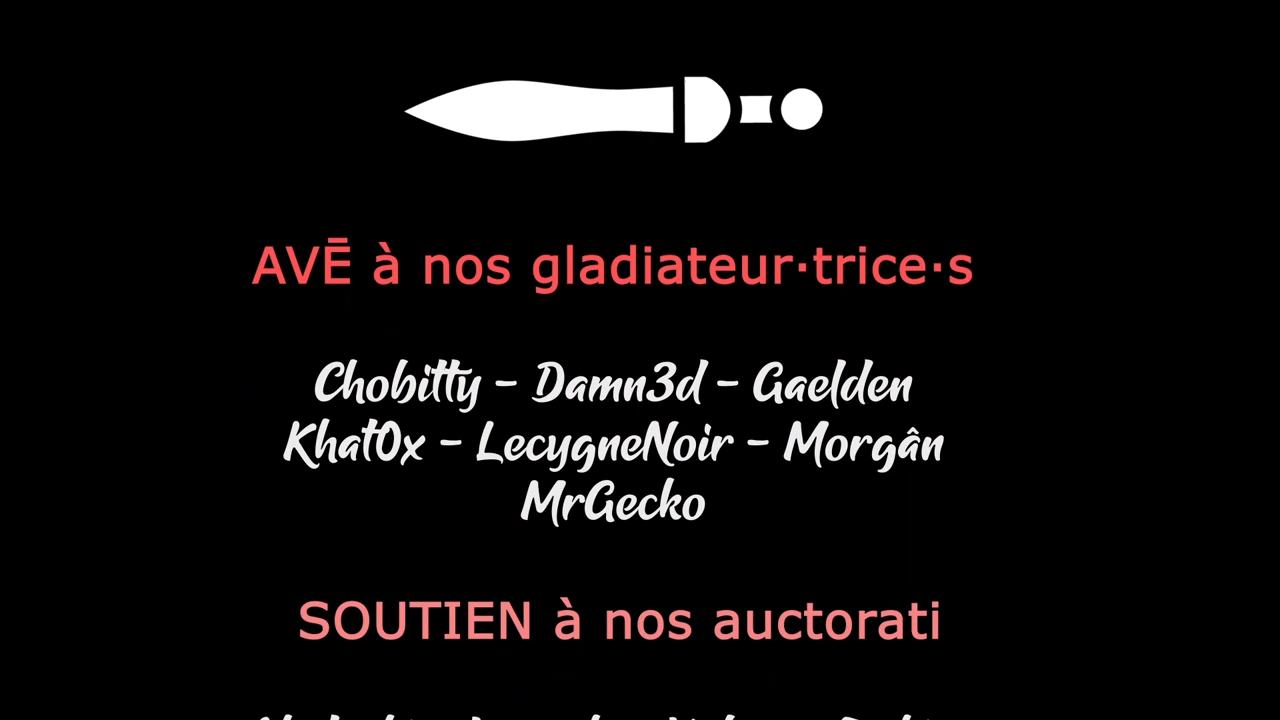 AVĒ à nos gladiateur·trice·s
Chobitty – Damn3d – Gaelden
Khat0x – LecygneNoir – Morgân
MrGecko
SOUTIEN à nos auctorati